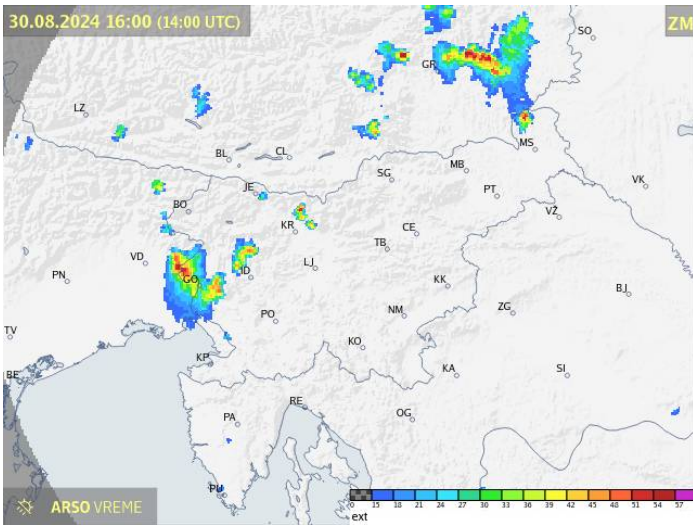 30.08.2024 16:00 (14:00 UTC)
ZM
SO
GR
LZ
MS
BL
CL
SG
MB
VK
JE
PT
BO
VŽ
KR
CE
TB
VD
LJ
ID
PN
GO
KK
BJ
NM
ZG
PO
TV
KO
KP
KA
SI
BE
RE
PA
OG
PU
ARSO VREME
0 15 18 21 24 27 30 33 36 39 42 45 48 51 54 57
ext